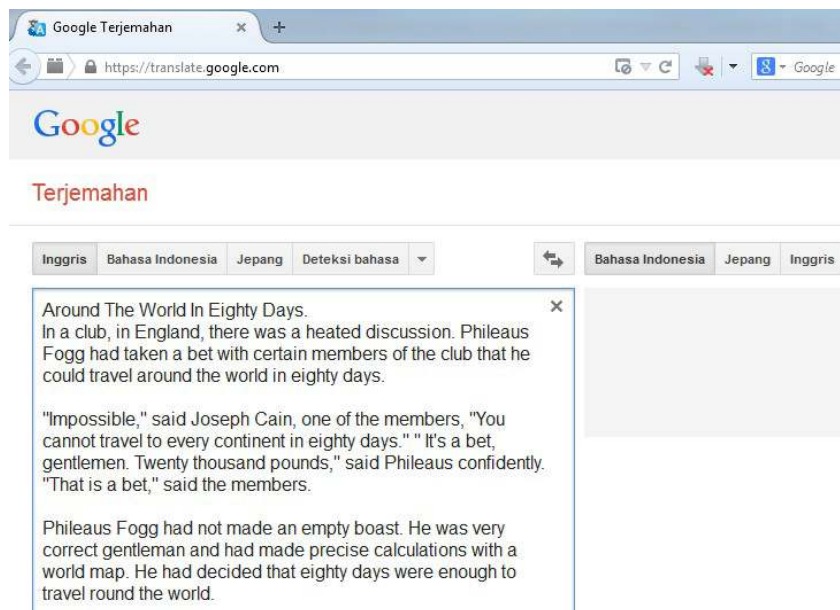 Google Terjemahan
https://translate.google.com
Google
Google
Terjemahan
Inggris Bahasa Indonesia Jepang Deteksi bahasa Bahasa Indonesia Jepang Inggris
Around The World In Eighty Days.
In a club, in England, there was a heated discussion. Phileaus
Fogg had taken a bet with certain members of the club that he
could travel around the world in eighty days.
"Impossible," said Joseph Cain, one of the members, "You
cannot travel to every continent in eighty days." " It's a bet,
gentlemen. Twenty thousand pounds," said Phileaus confidently.
"That is a bet," said the members.
Phileaus Fogg had not made an empty boast. He was very
correct gentleman and had made precise calculations with a
world map. He had decided that eighty days were enough to
travel round the world.